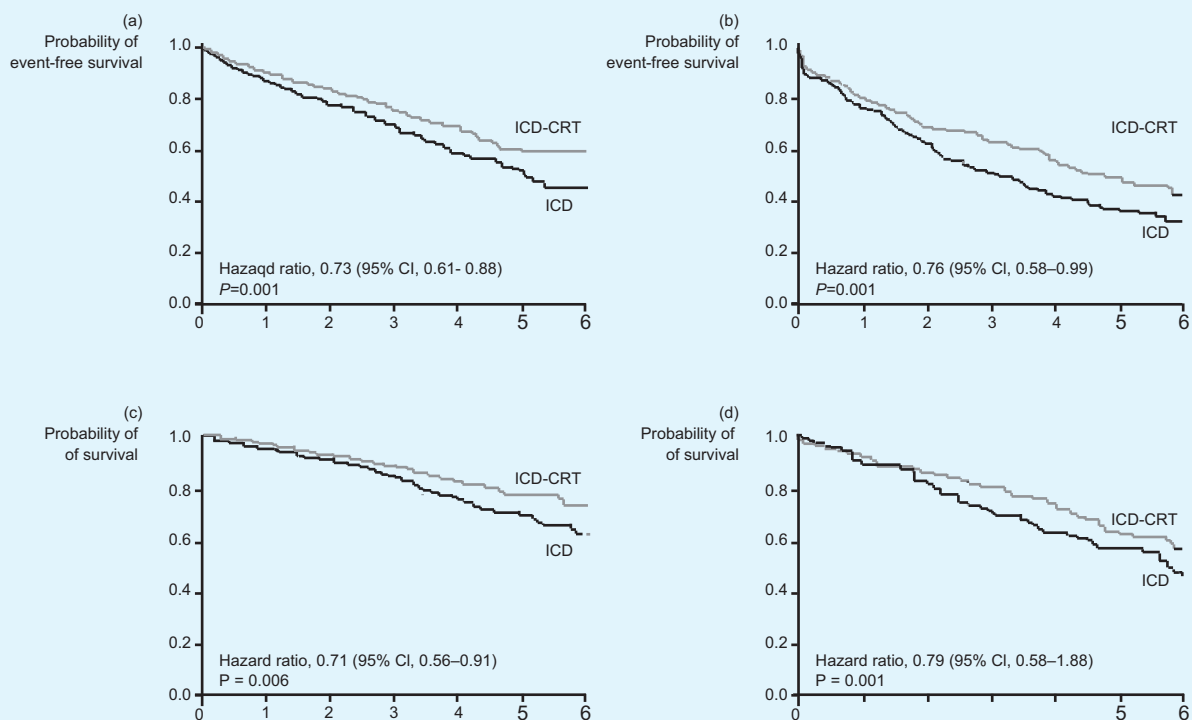 (a)
Probability of
event-free survival
1.0
0.8
0.6
0.4
0.2
0.0
ICD-CRT
ICD
Hazaqd ratio, 0.73 (95% CI, 0.61- 0.88)
P=0.001
0 1 2 3 4 5 6
(b)
Probability of
event-free survival
1.0
0.8
0.6
0.4
0.2
0.0
ICD-CRT
ICD
Hazard ratio, 0.76 (95% CI, 0.58–0.99)
P=0.001
0 1 2 3 4 5 6
(c)
Probability of
of survival
1.0
0.8
0.6
0.4
0.2
0.0
ICD-CRT
ICD
Hazard ratio, 0.71 (95% CI, 0.56–0.91)
P = 0.006
0 1 2 3 4 5 6
(d)
Probability of
of survival
1.0
0.8
0.6
0.4
0.2
0.0
ICD-CRT
ICD
Hazard ratio, 0.79 (95% CI, 0.58–1.88)
P = 0.001
0 1 2 3 4 5 6